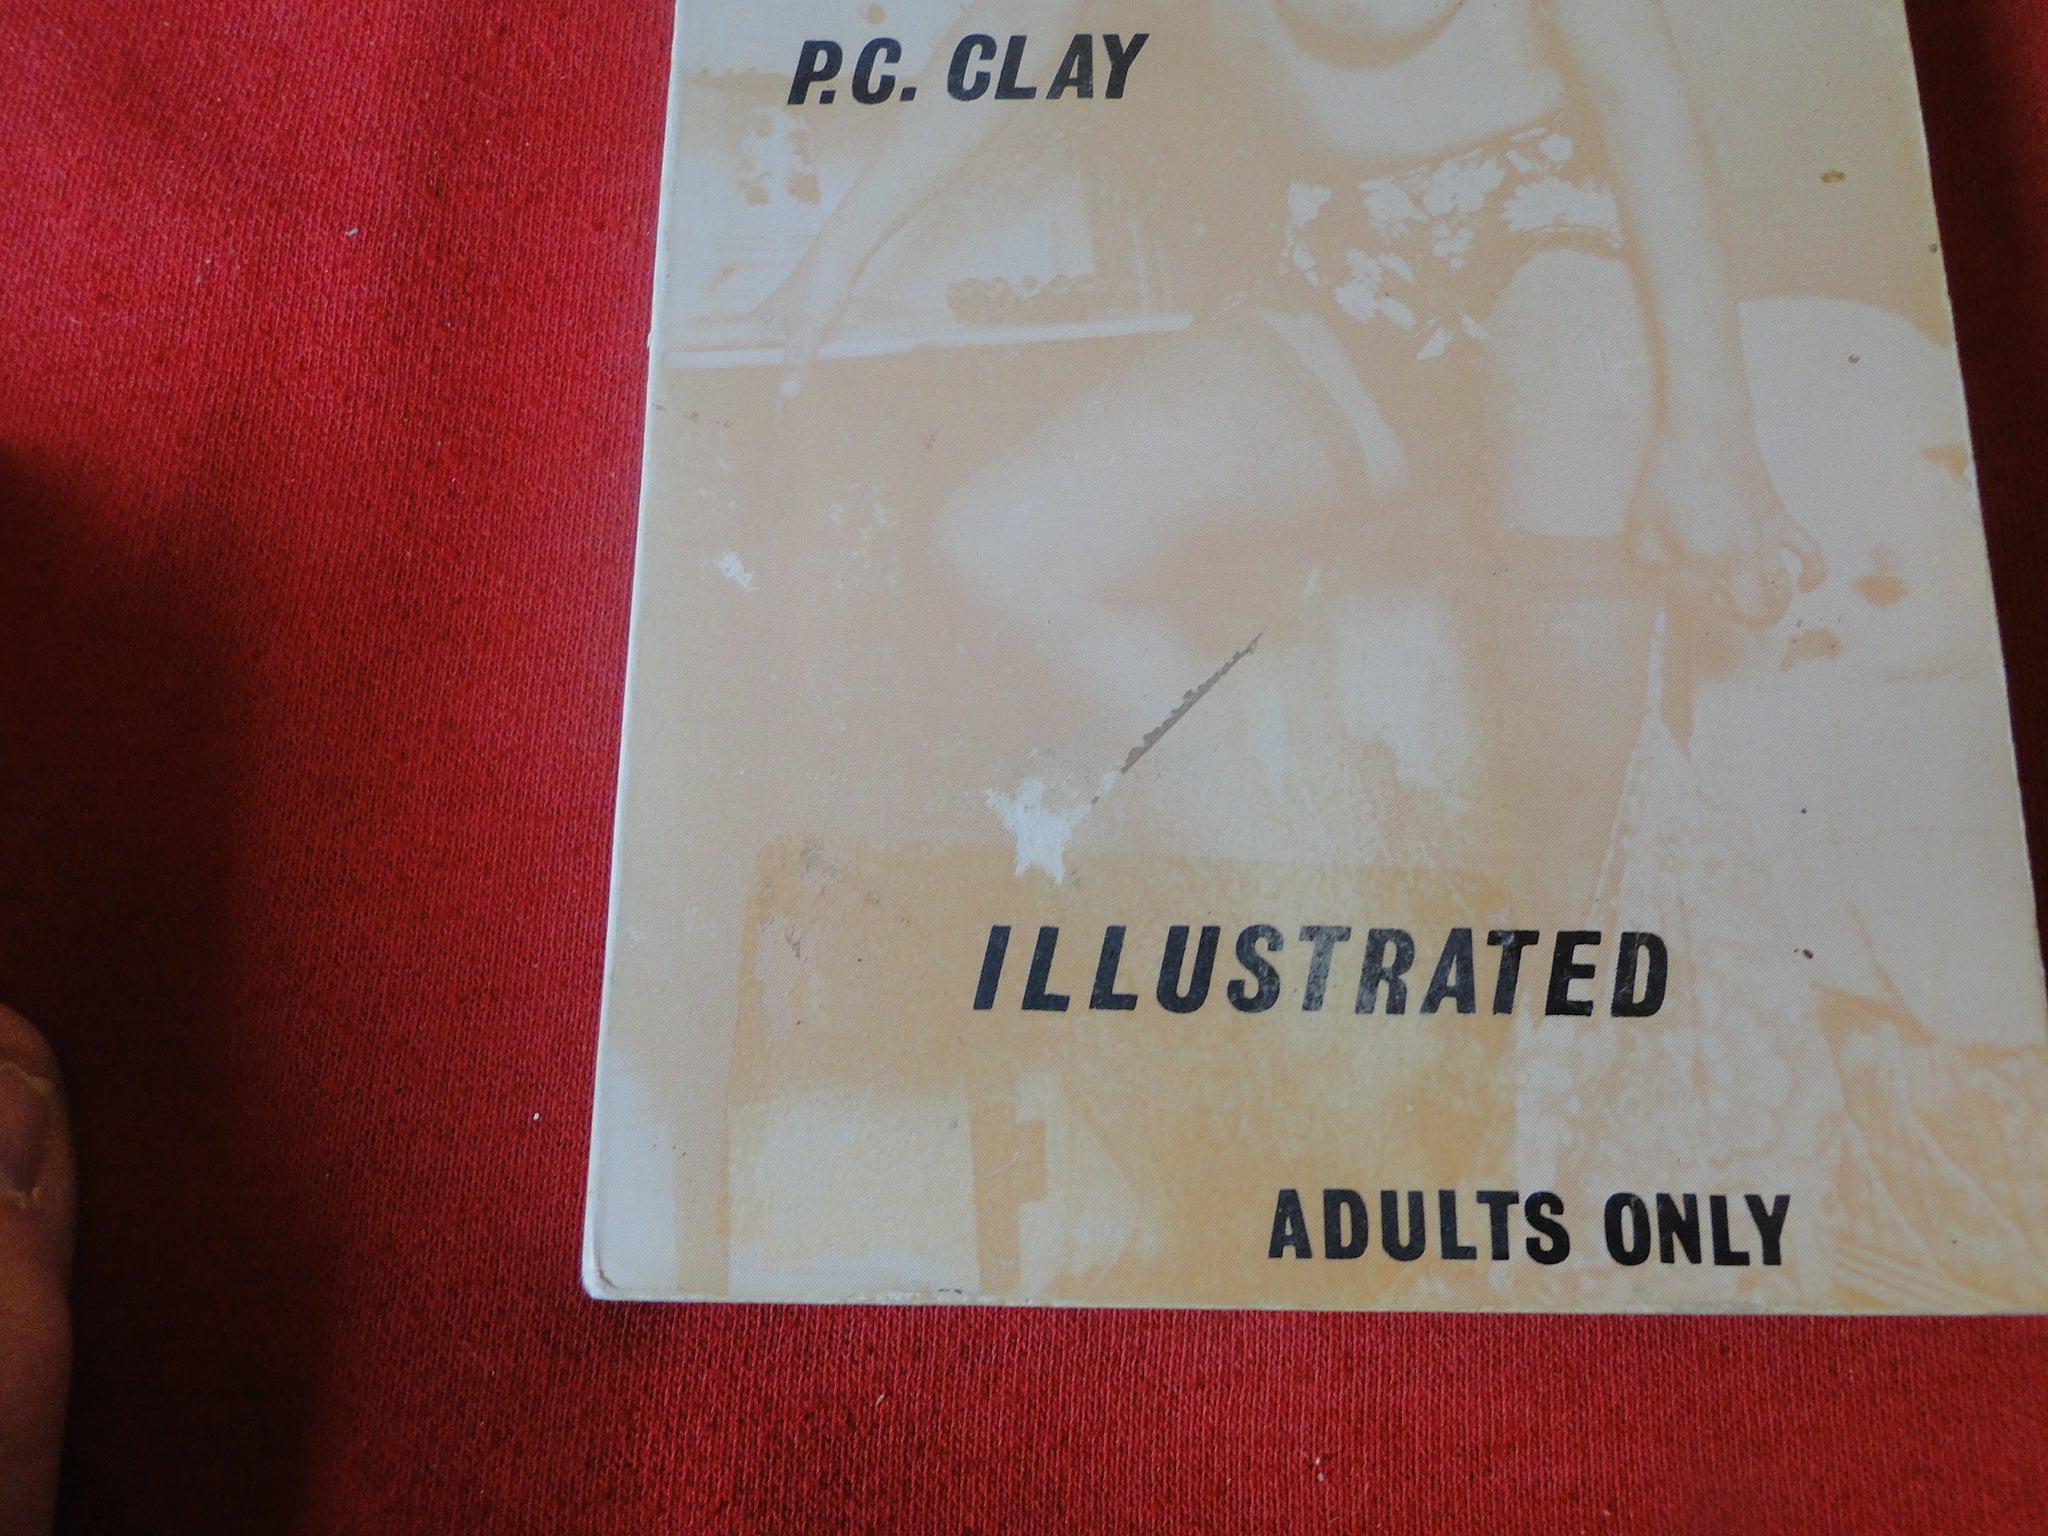 P.C. CLAY
ILLUSTRATED
ADULTS ONLY